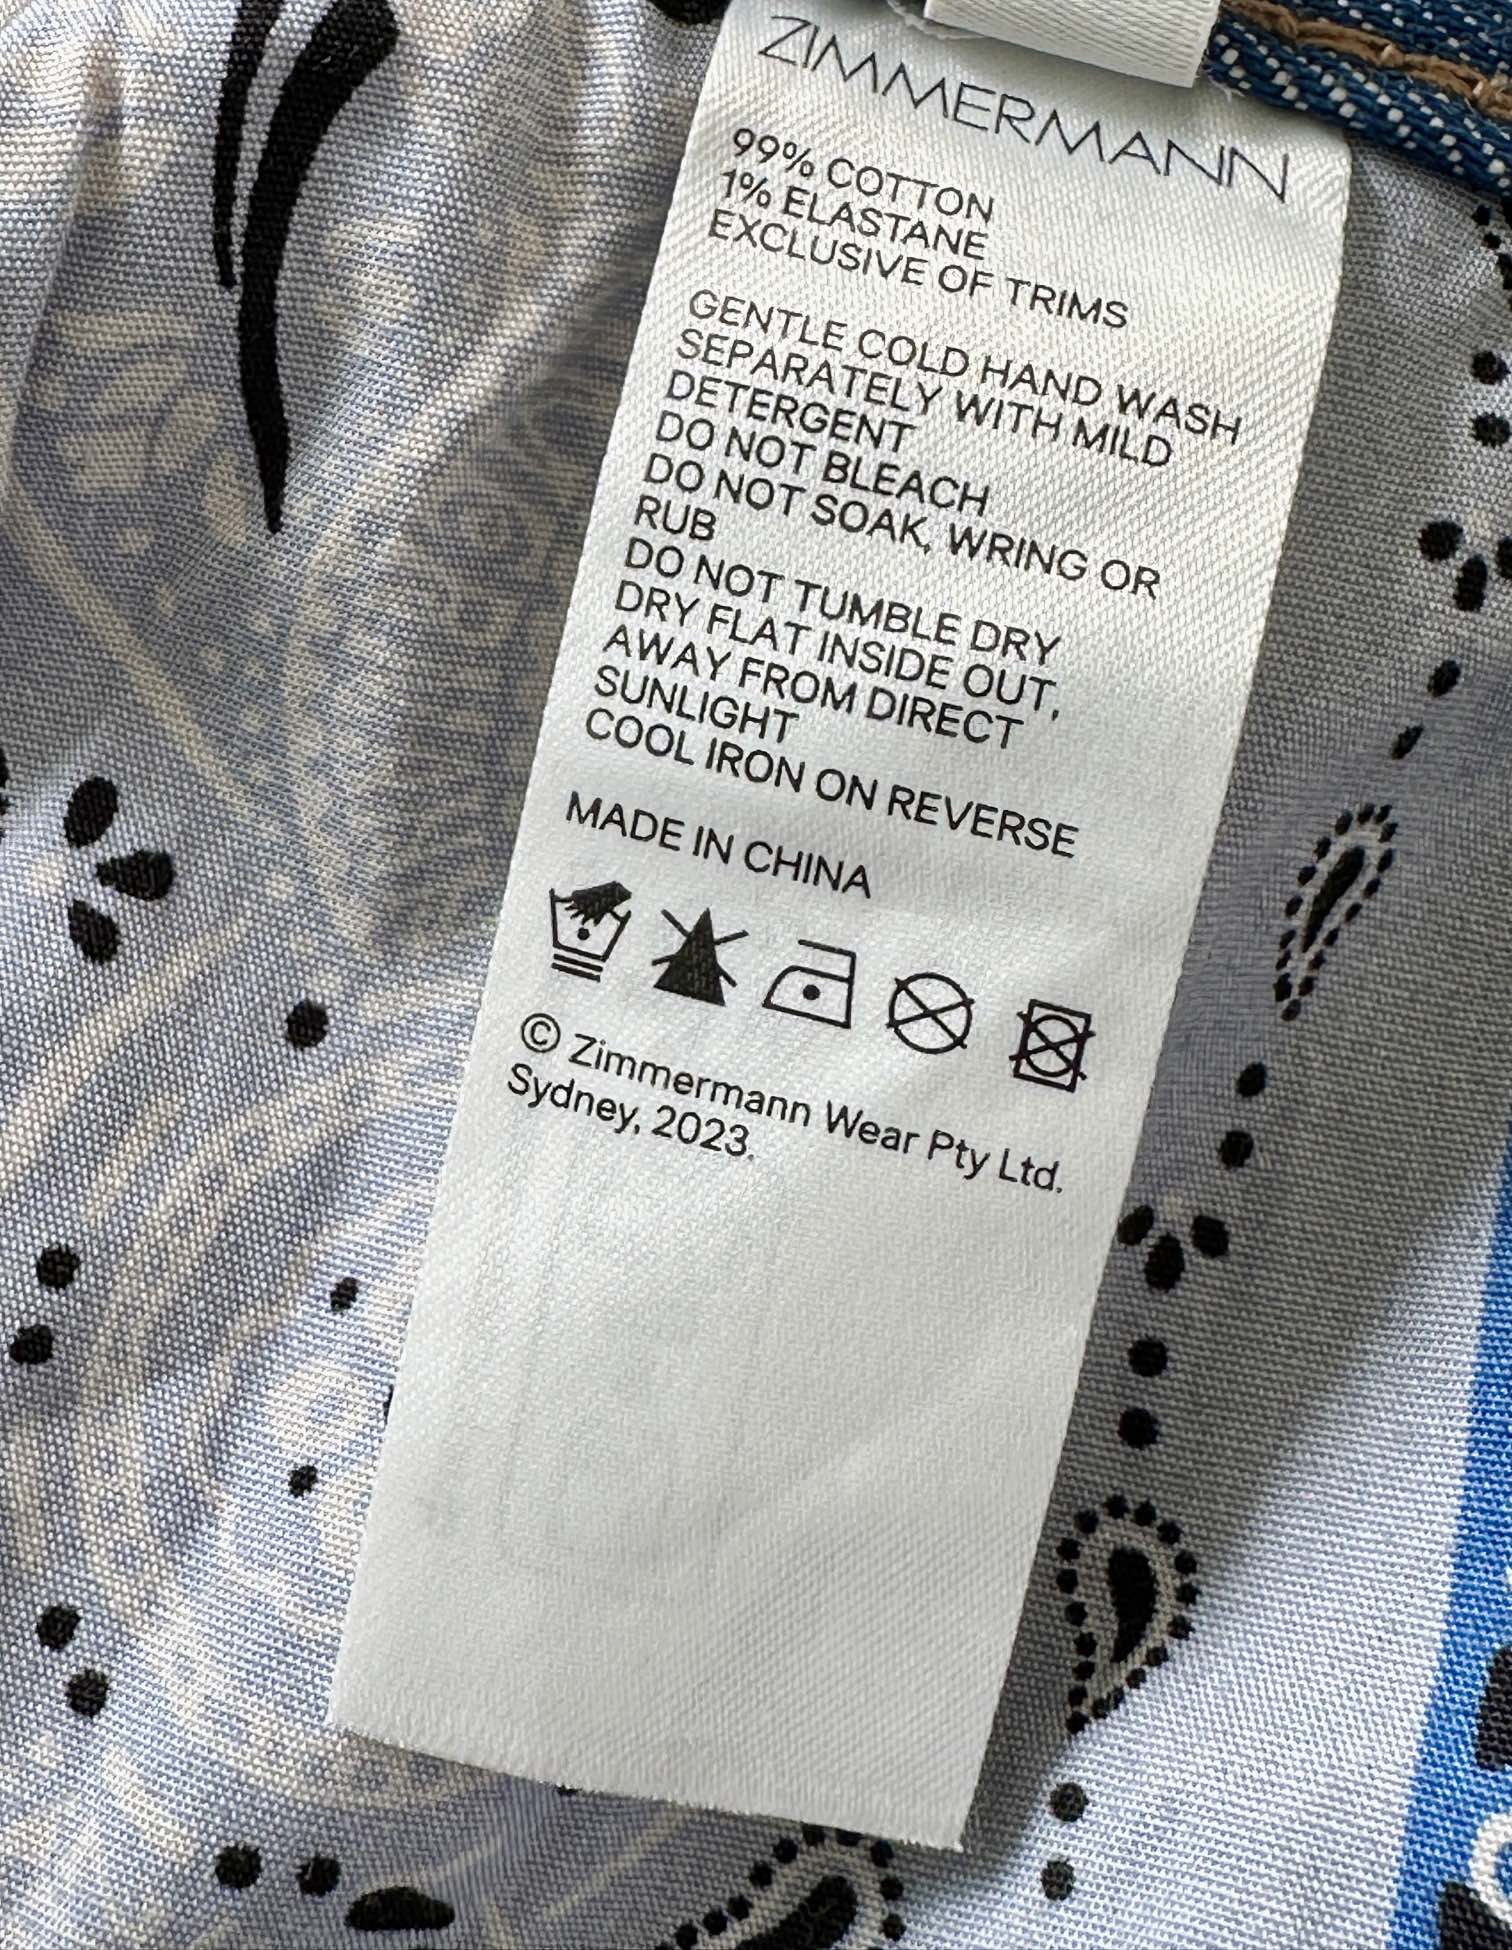 ZIMMERMANN
99% COTTON
1% ELASTANE
EXCLUSIVE OF TRIMS
GENTLE COLD HAND WASH
SEPARATELY WITH MILD
DETERGENT
DO NOT BLEACH
DO NOT SOAK, WRING OR
RUB
DO NOT TUMBLE DRY
DRY FLAT INSIDE OUT,
AWAY FROM DIRECT
SUNLIGHT
COOL IRON ON REVERSE
MADE IN CHINA
© Zimmermann Wear Pty Ltd.
Sydney, 2023.